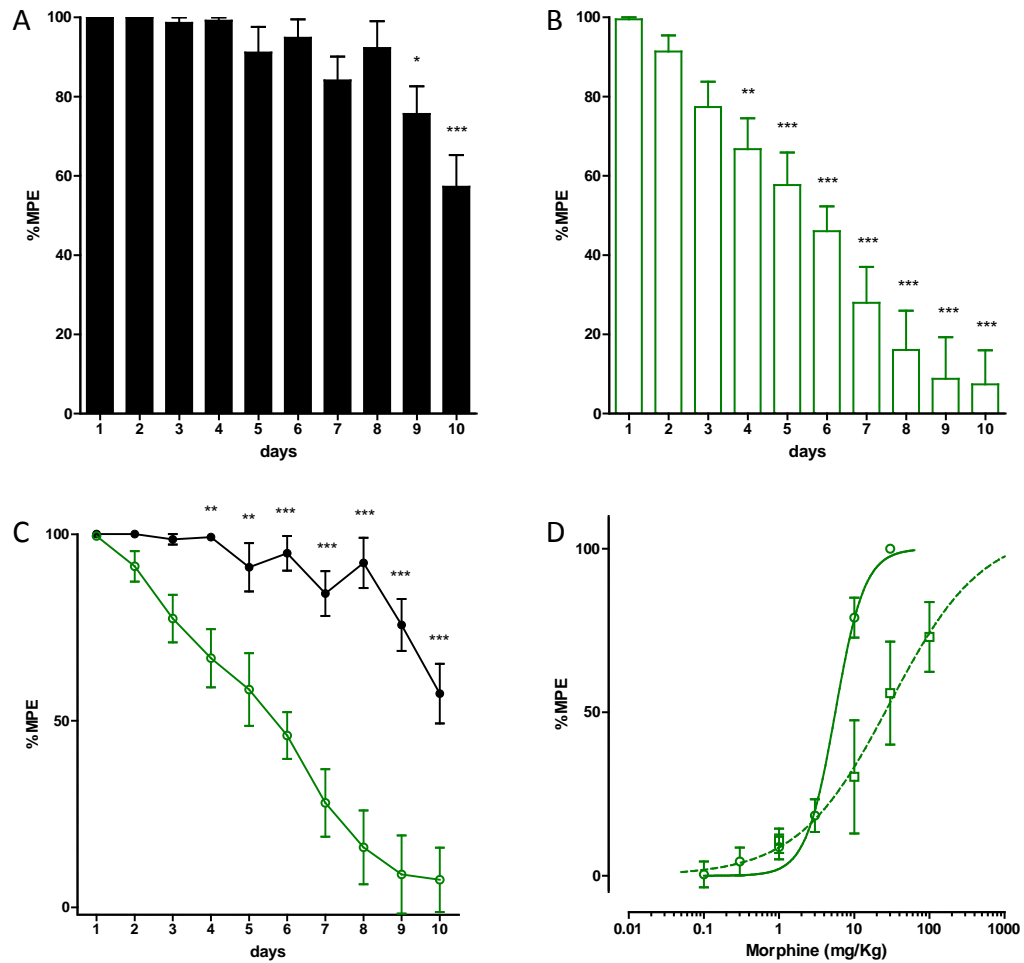 A
%MPE
100
80
60
40
20
0
* ***
1 2 3 4 5 6 7 8 9 10
days
B
%MPE
100
80
60
40
20
0
** *** *** *** *** *** ***
1 2 3 4 5 6 7 8 9 10
days
C
%MPE
100
50
0
** ** *** *** *** *** ***
1 2 3 4 5 6 7 8 9 10
days
D
%MPE
100
50
0
0.01 0.1 1 10 100 1000
Morphine (mg/Kg)